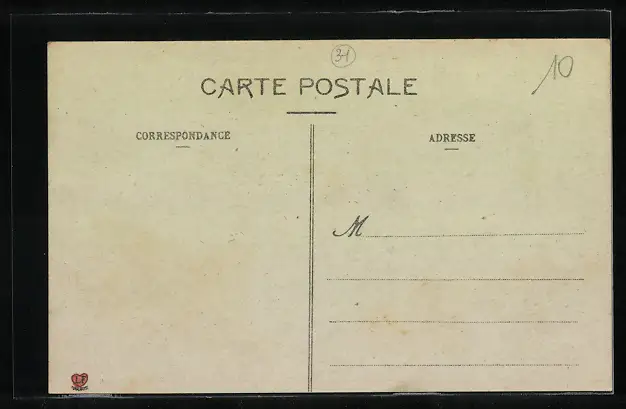 31
10
CARTE POSTALE
CORRESPONDANCE
ADRESSE
M